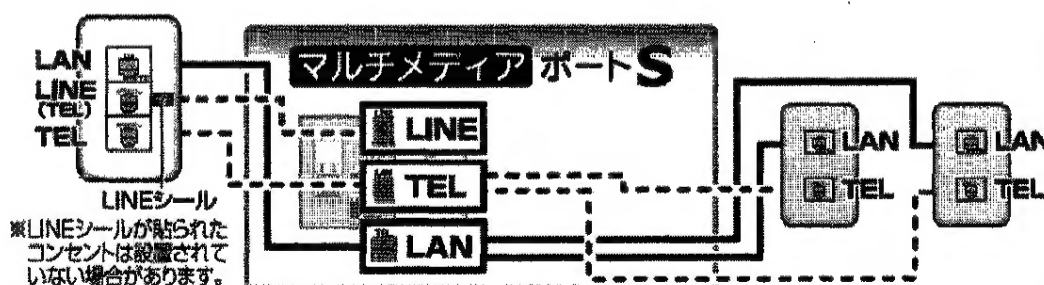 マルチメディア ポートS
LAN
LINE
(TEL)
TEL
LINEシール
※LINEシールが貼られた
コンセントは設置されて
いない場合があります。
LINE
TEL
LAN
LAN
TEL
LAN
TEL